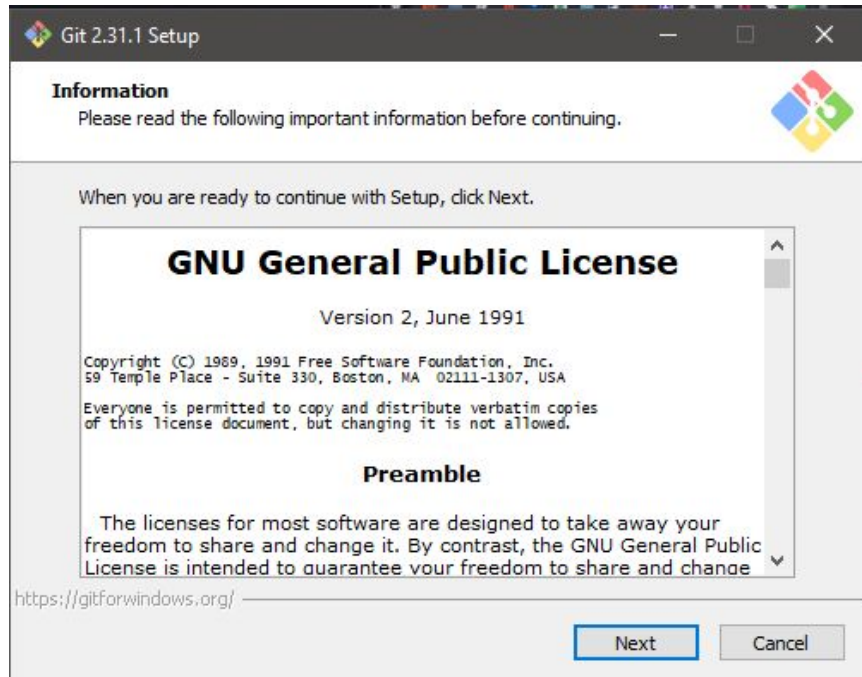 Git 2.31.1 Setup
Information
Please read the following important information before continuing.
When you are ready to continue with Setup, click Next.
GNU General Public License
Version 2, June 1991
Copyright (C) 1989, 1991 Free Software Foundation, Inc.
59 Temple Place - Suite 330, Boston, MA  02111-1307, USA
Everyone is permitted to copy and distribute verbatim copies
of this license document, but changing it is not allowed.
Preamble
The licenses for most software are designed to take away your
freedom to share and change it. By contrast, the GNU General Public
License is intended to guarantee your freedom to share and change
https://gitforwindows.org/
Next
Cancel